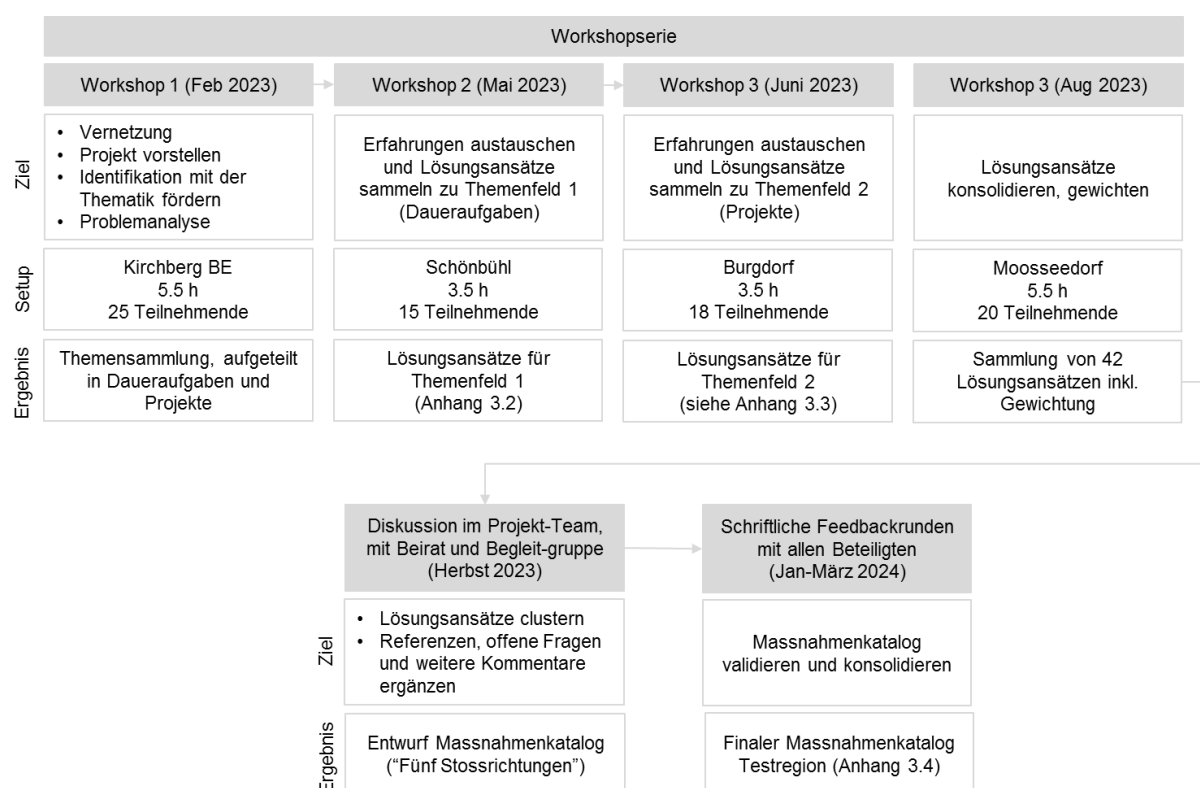 Workshopserie
Workshop 1 (Feb 2023)
Workshop 2 (Mai 2023)
Workshop 3 (Juni 2023)
Workshop 3 (Aug 2023)
Ziel
• Vernetzung
• Projekt vorstellen
• Identifikation mit der
Thematik fördern
• Problemanalyse
Erfahrungen austauschen
und Lösungsansätze
sammeln zu Themenfeld 1
(Daueraufgaben)
Erfahrungen austauschen
und Lösungsansätze
sammeln zu Themenfeld 2
(Projekte)
Lösungsansätze
konsolidieren, gewichten
Setup
Kirchberg BE
5.5 h
25 Teilnehmende
Schönbühl
3.5 h
15 Teilnehmende
Burgdorf
3.5 h
18 Teilnehmende
Moosseedorf
5.5 h
20 Teilnehmende
Ergebnis
Themensammlung, aufgeteilt
in Daueraufgaben und
Projekte
Lösungsansätze für
Themenfeld 1
(Anhang 3.2)
Lösungsansätze für
Themenfeld 2
(siehe Anhang 3.3)
Sammlung von 42
Lösungsansätzen inkl.
Gewichtung
Diskussion im Projekt-Team,
mit Beirat und Begleit-gruppe
(Herbst 2023)
Schriftliche Feedbackrunden
mit allen Beteiligten
(Jan-März 2024)
Ziel
• Lösungsansätze clustern
• Referenzen, offene Fragen
und weitere Kommentare
ergänzen
Massnahmenkatalog
validieren und konsolidieren
Ergebnis
Entwurf Massnahmenkatalog
(“Fünf Stossrichtungen”)
Finaler Massnahmenkatalog
Testregion (Anhang 3.4)